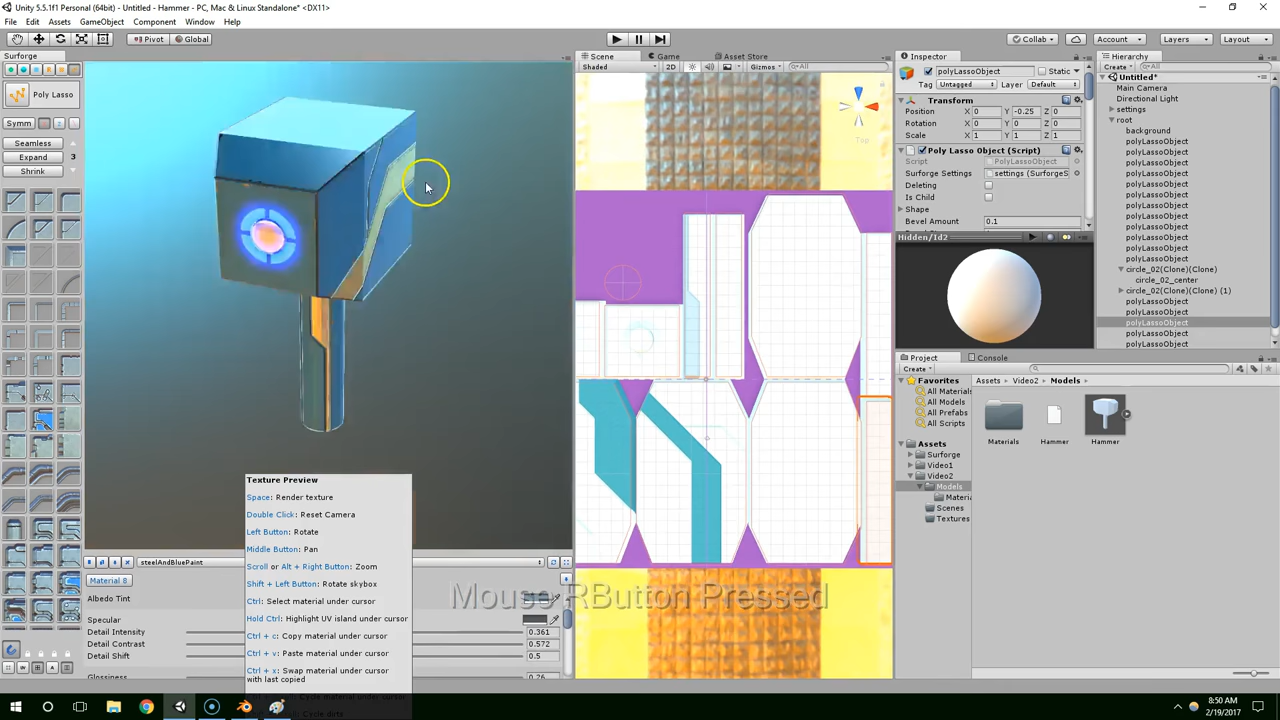 Unity 5.5.1f1 Personal (64bit) - Untitled - Hammer - PC, Mac & Linux Standalone* <DX11>
File Edit Assets GameObject Component Window Help
Pivot Global
Collab Account Layers Layout
Surforge
Poly Lasso
Symm
Seamless
Expand 3
Shrink
Scene Game Asset Store
Shaded 2D Gizmos All
Top
Inspector
polyLassoObject Static
Tag Untagged Layer Default
Transform
Position X 0 Y -0.25 Z 0
Rotation X 0 Y 0 Z 0
Scale X 1 Y 1 Z 1
Poly Lasso Object (Script)
Script PolyLassoObject
Surforge Settings settings (SurforgeS
Deleting
Is Child
Shape
Bevel Amount 0.1
Hidden/Id2
Hierarchy
Create All
Untitled*
Main Camera
Directional Light
settings
root
background
polyLassoObject
polyLassoObject
polyLassoObject
polyLassoObject
polyLassoObject
polyLassoObject
polyLassoObject
polyLassoObject
polyLassoObject
polyLassoObject
polyLassoObject
polyLassoObject
circle_02(Clone)(Clone)
circle_02_center
circle_02(Clone)(Clone) (1)
polyLassoObject
polyLassoObject
polyLassoObject
polyLassoObject
polyLassoObject
Project Console
Create
Favorites
All Materials
All Models
All Prefabs
All Scripts
Assets
Surforge
Video1
Video2
Models
Materia
Scenes
Textures
Assets Video2 Models
Materials Hammer Hammer
Texture Preview
Space: Render texture
Double Click: Reset Camera
Left Button: Rotate
Middle Button: Pan
Scroll or Alt + Right Button: Zoom
Shift + Left Button: Rotate skybox
Ctrl: Select material under cursor
Hold Ctrl: Highlight UV island under cursor
Ctrl + c: Copy material under cursor
Ctrl + v: Paste material under cursor
Ctrl + x: Swap material under cursor
with last copied
steelAndBluePaint
Material 8
Albedo Tint
Specular
Detail Intensity 0.361
Detail Contrast 0.572
Detail Shift 0.5
Glossiness 0.26
Mouse RButton Pressed
8:50 AM
2/19/2017